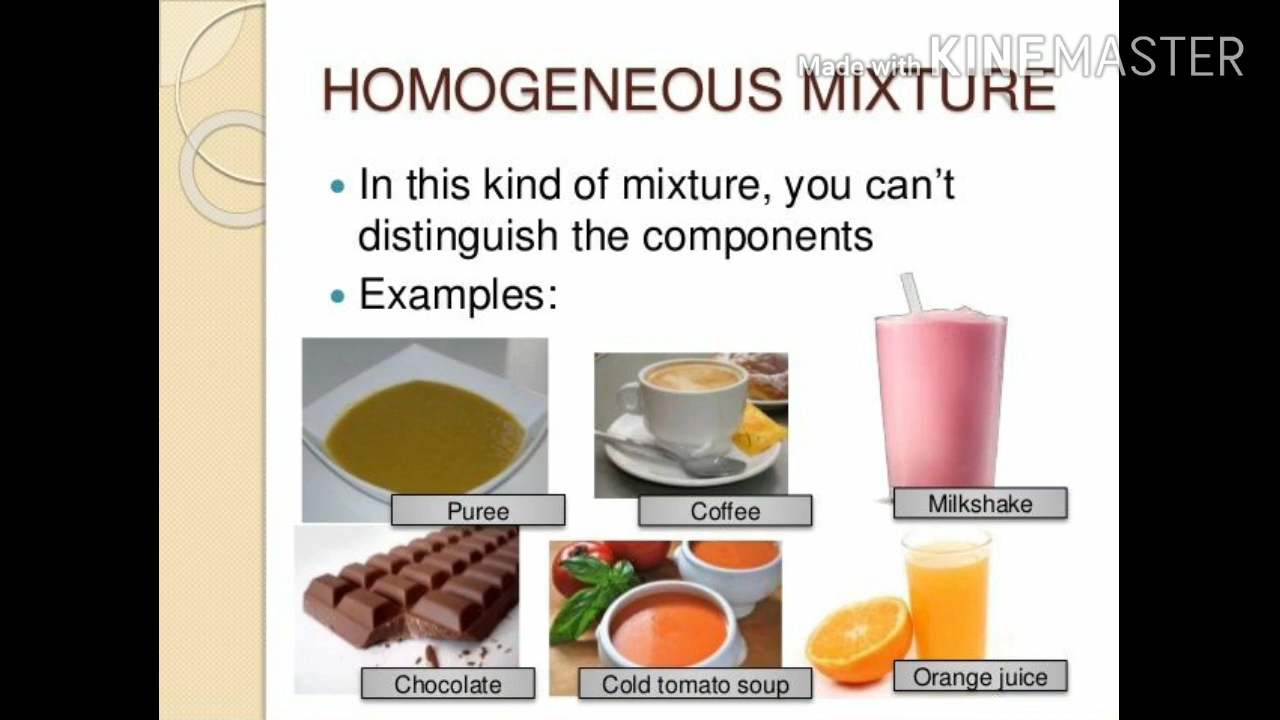 Made with KINEMASTER
HOMOGENEOUS MIXTURE
• In this kind of mixture, you can’t
distinguish the components
• Examples:
Puree
Coffee
Milkshake
Chocolate
Cold tomato soup
Orange juice